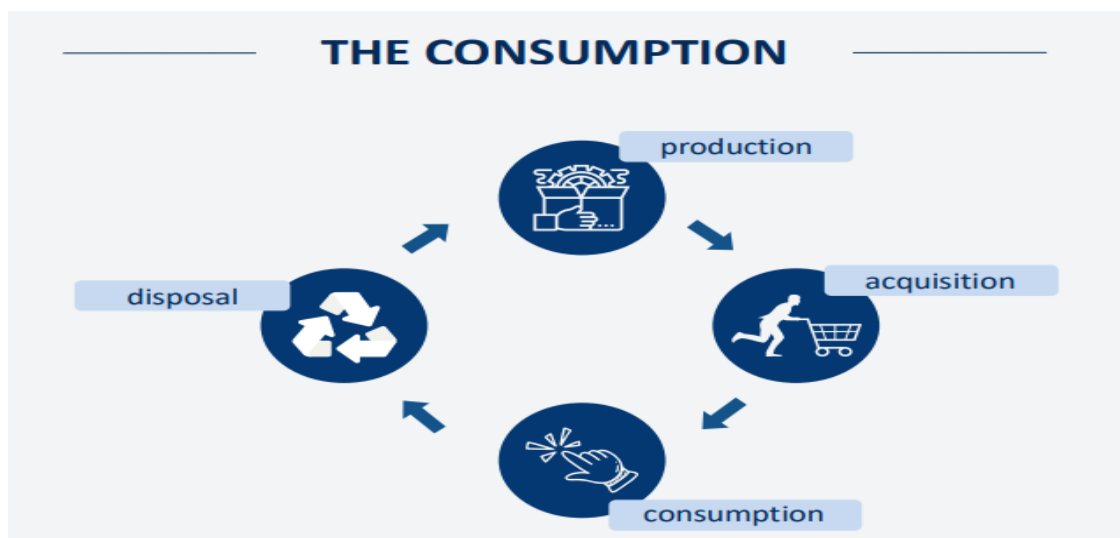 THE CONSUMPTION
production
acquisition
disposal
consumption